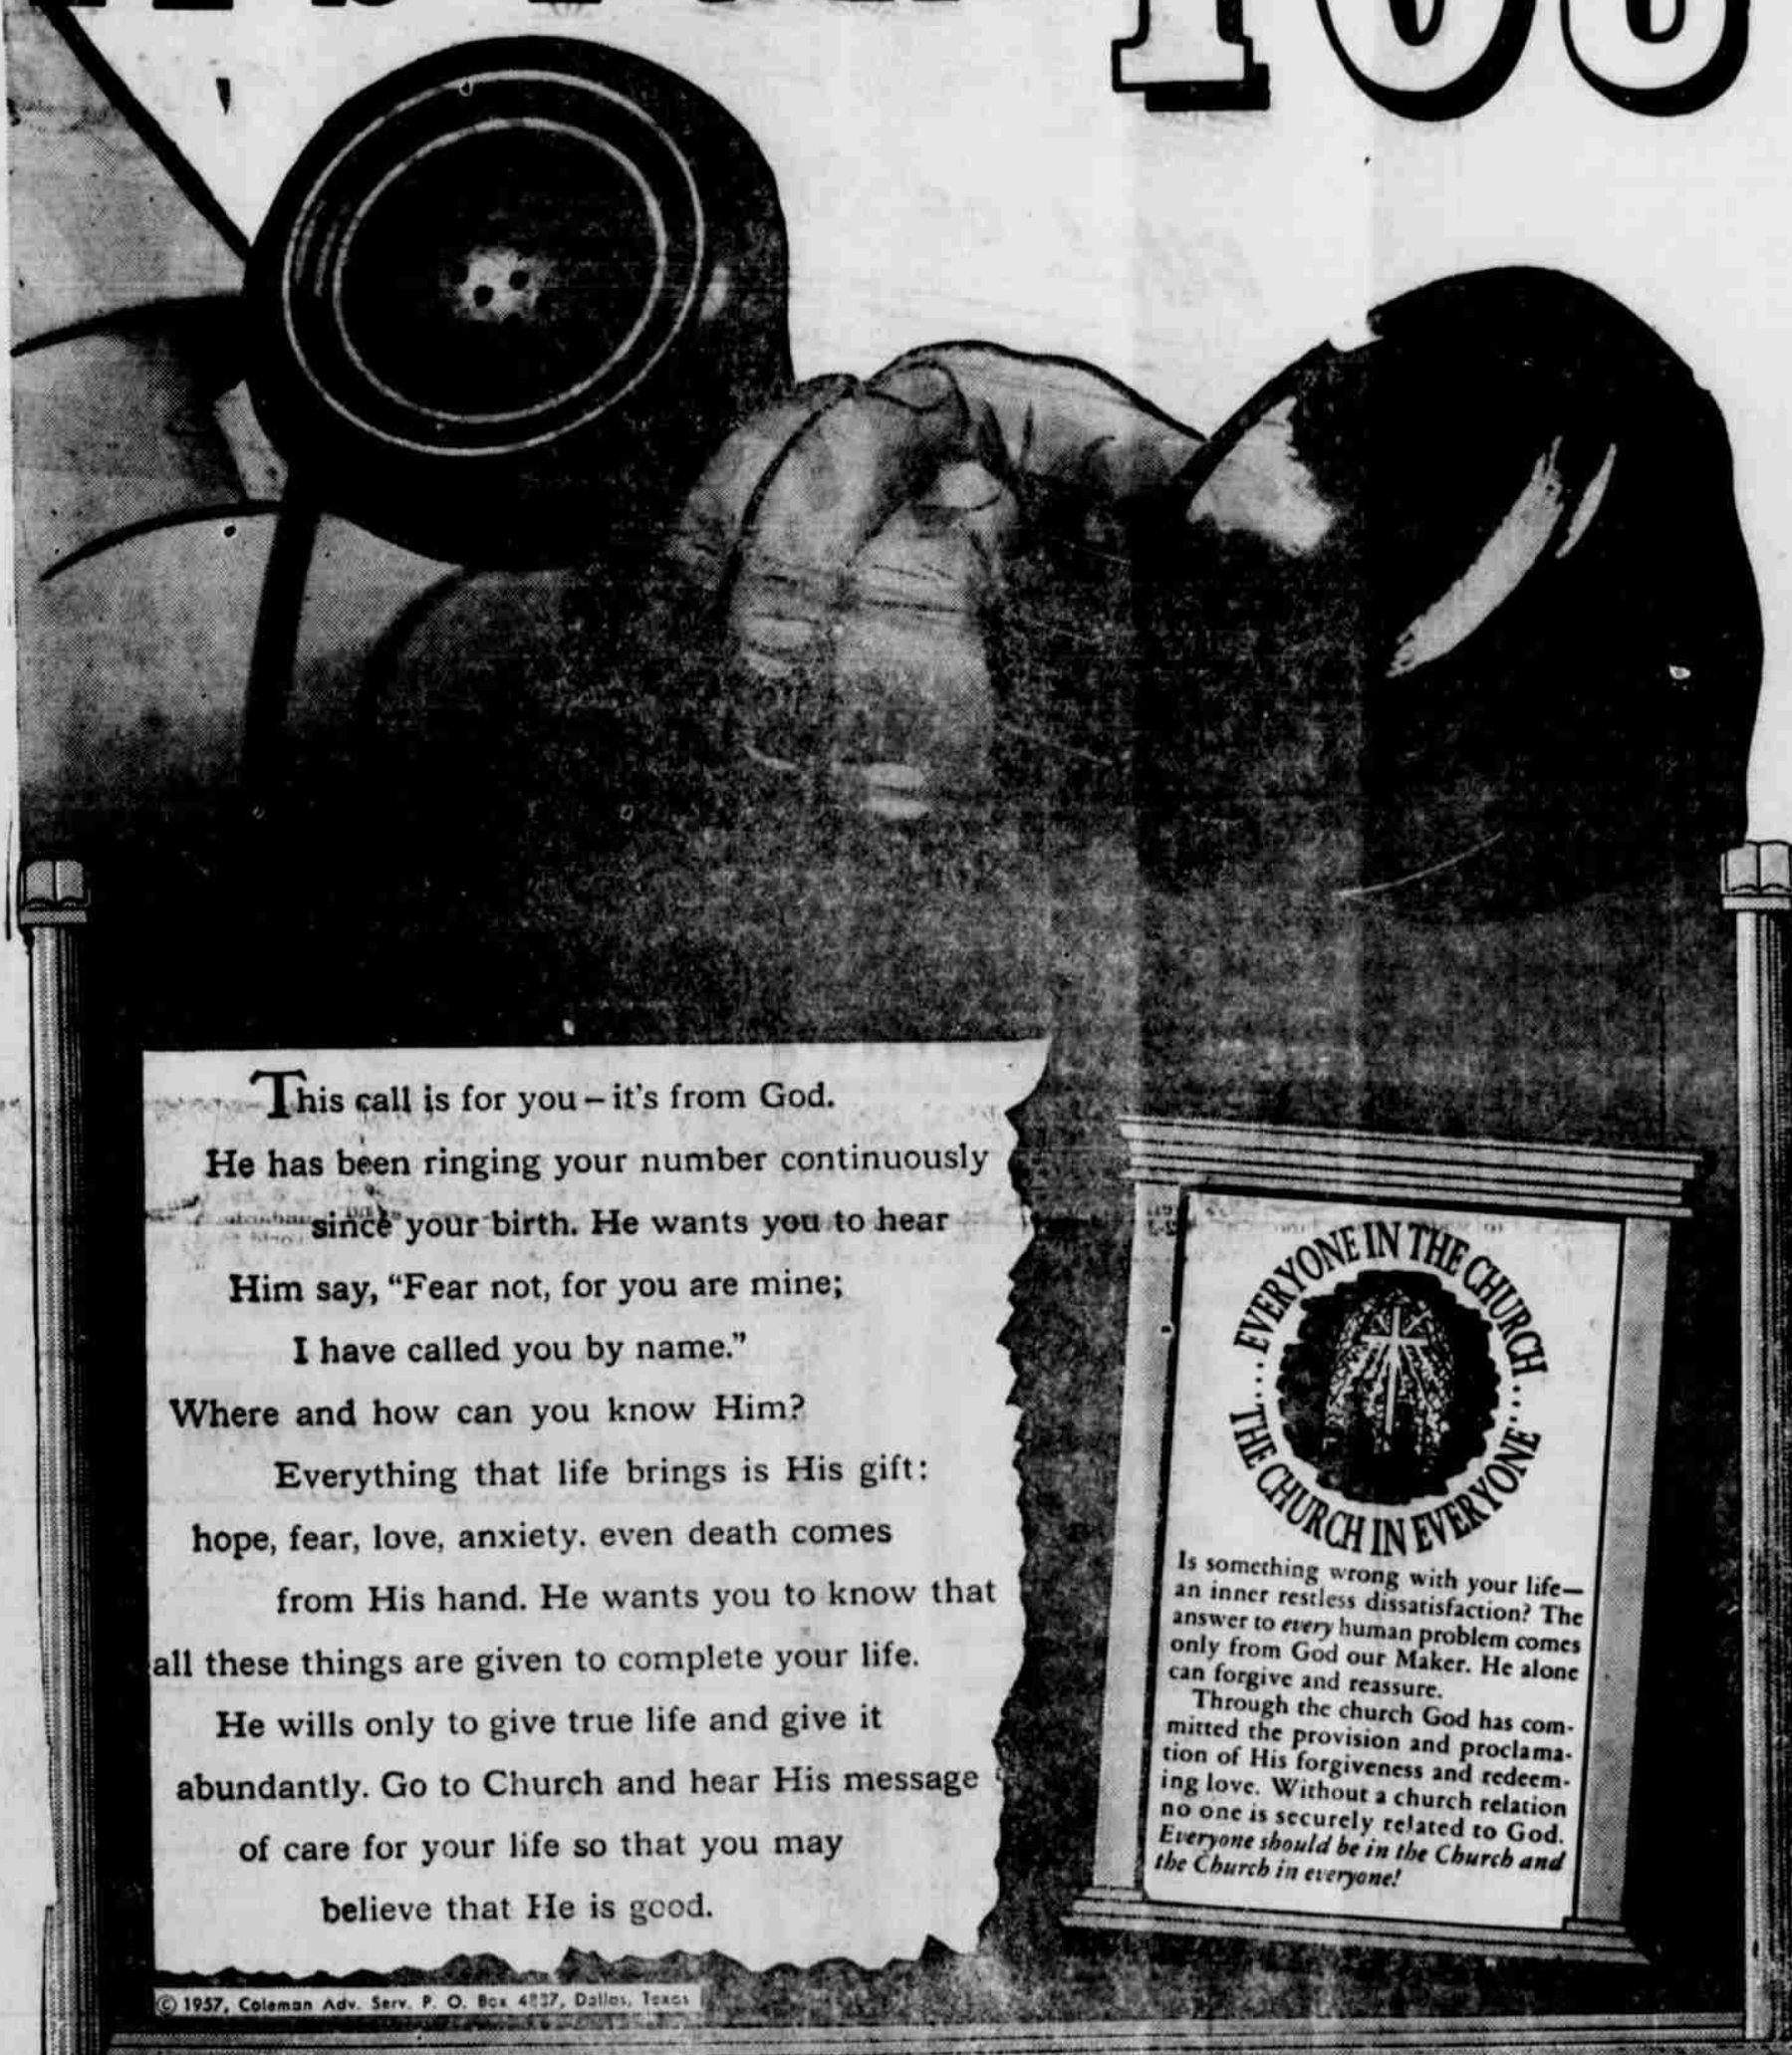 YOU
This call is for you – it's from God.
He has been ringing your number continuously
since your birth. He wants you to hear
Him say, “Fear not, for you are mine;
I have called you by name.”
Where and how can you know Him?
Everything that life brings is His gift:
hope, fear, love, anxiety. even death comes
from His hand. He wants you to know that
all these things are given to complete your life.
He wills only to give true life and give it
abundantly. Go to Church and hear His message
of care for your life so that you may
believe that He is good.
© 1957, Coleman Adv. Serv. P. O. Box Dallas, Texas
...EVERYONE IN THE CHURCH...
THE CHURCH IN EVERYONE
Is something wrong with your life—
an inner restless dissatisfaction? The
answer to every human problem comes
only from God our Maker. He alone
can forgive and reassure.
Through the church God has com-
mitted the provision and proclama-
tion of His forgiveness and redeem-
ing love. Without a church relation
no one is securely related to God.
Everyone should be in the Church and
the Church in everyone!